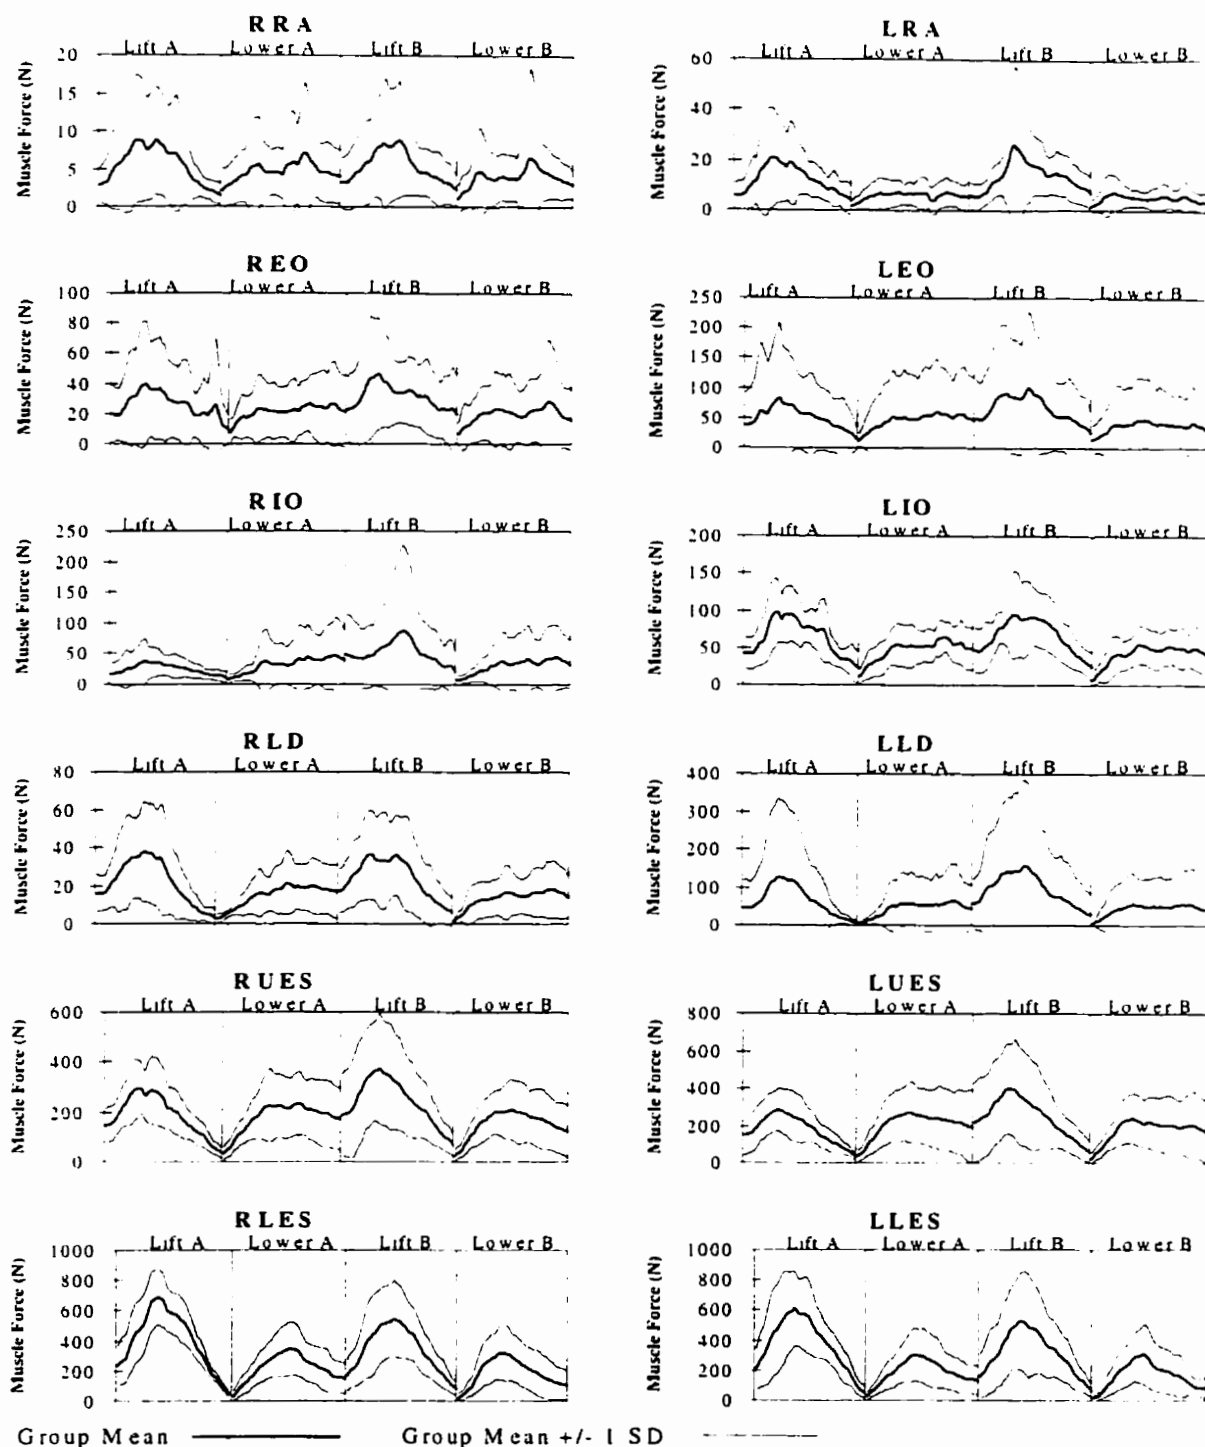 RRA
Lift A Lower A Lift B Lower B
Muscle Force (N)
20
15
10
5
0
LRA
Lift A Lower A Lift B Lower B
Muscle Force (N)
60
40
20
0
REO
Lift A Lower A Lift B Lower B
Muscle Force (N)
100
80
60
40
20
0
LEO
Lift A Lower A Lift B Lower B
Muscle Force (N)
250
200
150
100
50
0
RIO
Lift A Lower A Lift B Lower B
Muscle Force (N)
250
200
150
100
50
0
LIO
Lift A Lower A Lift B Lower B
Muscle Force (N)
200
150
100
50
0
RLD
Lift A Lower A Lift B Lower B
Muscle Force (N)
80
60
40
20
0
LLD
Lift A Lower A Lift B Lower B
Muscle Force (N)
400
300
200
100
0
RUES
Lift A Lower A Lift B Lower B
Muscle Force (N)
600
400
200
0
LUES
Lift A Lower A Lift B Lower B
Muscle Force (N)
800
600
400
200
0
RLES
Lift A Lower A Lift B Lower B
Muscle Force (N)
1000
800
600
400
200
0
LLES
Lift A Lower A Lift B Lower B
Muscle Force (N)
1000
800
600
400
200
0
Group Mean Group Mean +/- 1 SD